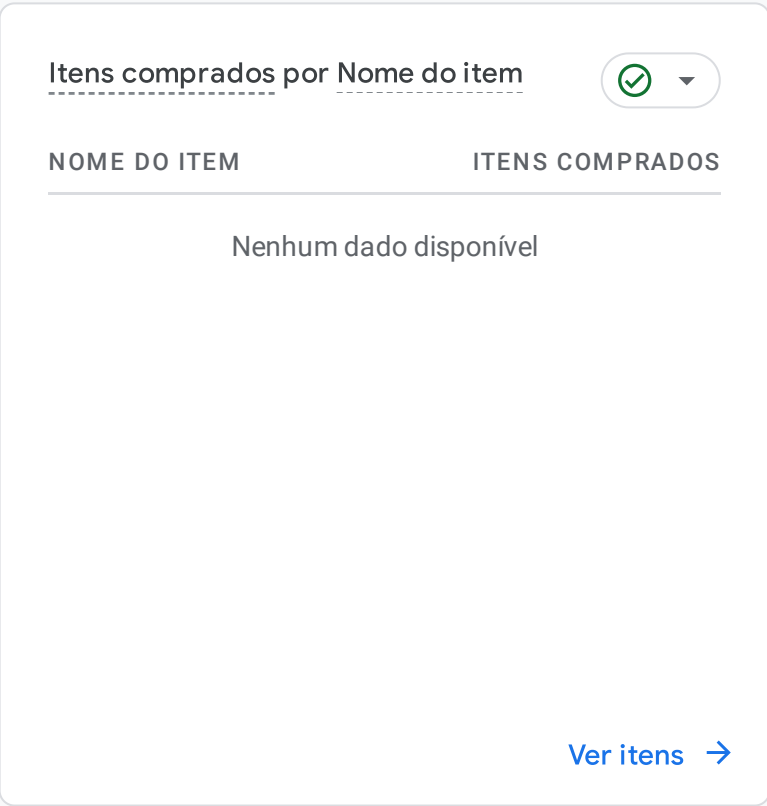 Itens comprados por Nome do item
NOME DO ITEM ITENS COMPRADOS
Nenhum dado disponível
Ver itens